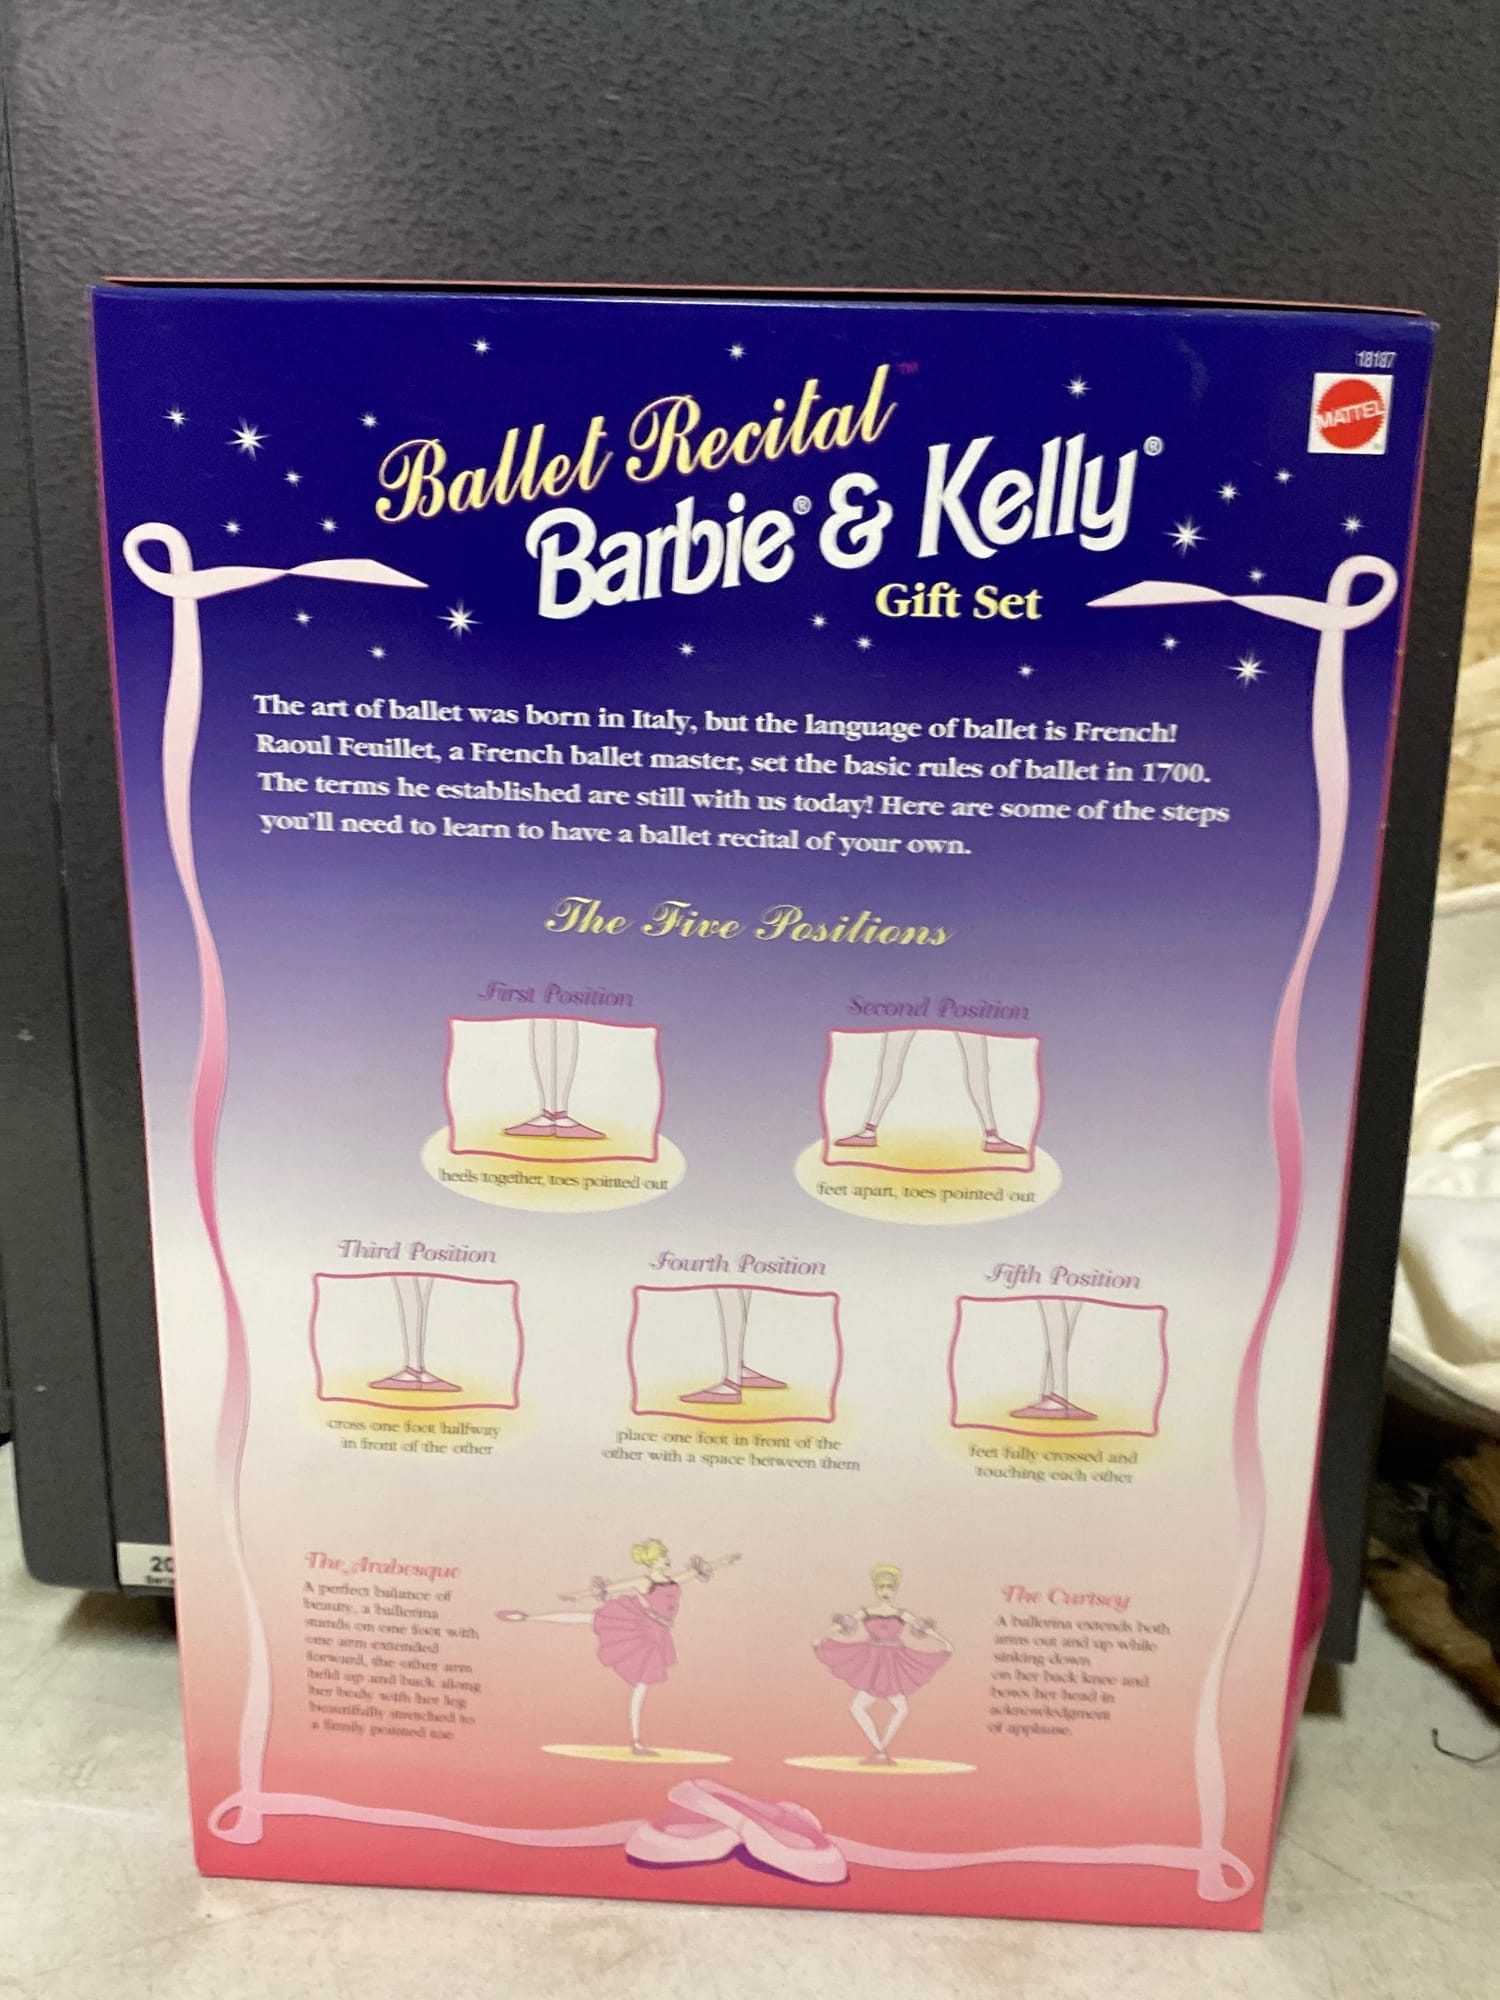 18187
MATTEL
Ballet Recital™
Barbie® & Kelly®
Gift Set
The art of ballet was born in Italy, but the language of ballet is French!
Raoul Feuillet, a French ballet master, set the basic rules of ballet in 1700.
The terms he established are still with us today! Here are some of the steps
you'll need to learn to have a ballet recital of your own.
The Five Positions
First Position
heels together, toes pointed out
Second Position
feet apart, toes pointed out
Third Position
cross one foot halfway
in front of the other
Fourth Position
place one foot in front of the
other with a space between them
Fifth Position
feet fully crossed and
touching each other
The Arabesque
A perfect balance of
beauty, a ballerina
stands on one foot with
one arm extended
forward, the other arm
held up and back along
her body with her leg
beautifully stretched to
a firmly pointed toe
The Curtsey
A ballerina extends both
arms out and up while
sinking down
on her back knee and
bows her head in
acknowledgment
of applause.
20